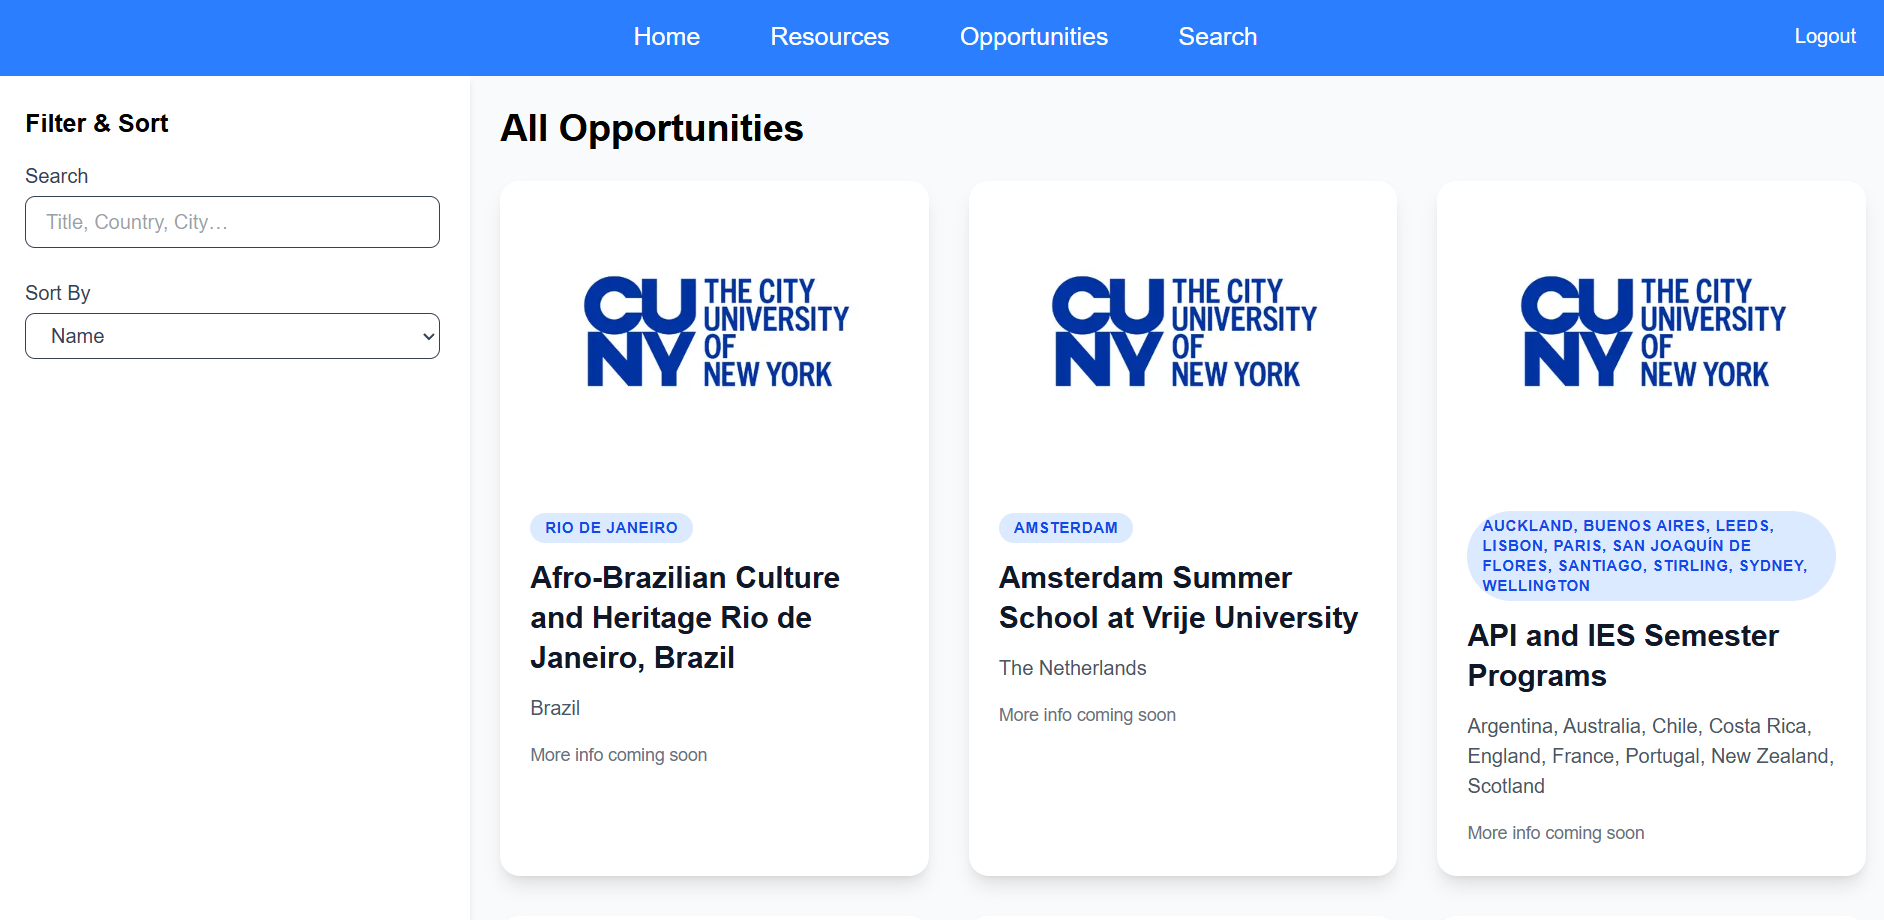 Home Resources Opportunities Search Logout
Filter & Sort
Search
Title, Country, City…
Sort By
Name
All Opportunities
CU NY THE CITY
UNIVERSITY
OF
NEW YORK
RIO DE JANEIRO
Afro-Brazilian Culture
and Heritage Rio de
Janeiro, Brazil
Brazil
More info coming soon
CU NY THE CITY
UNIVERSITY
OF
NEW YORK
AMSTERDAM
Amsterdam Summer
School at Vrije University
The Netherlands
More info coming soon
CU NY THE CITY
UNIVERSITY
OF
NEW YORK
AUCKLAND, BUENOS AIRES, LEEDS,
LISBON, PARIS, SAN JOAQUÍN DE
FLORES, SANTIAGO, STIRLING, SYDNEY,
WELLINGTON
API and IES Semester
Programs
Argentina, Australia, Chile, Costa Rica,
England, France, Portugal, New Zealand,
Scotland
More info coming soon